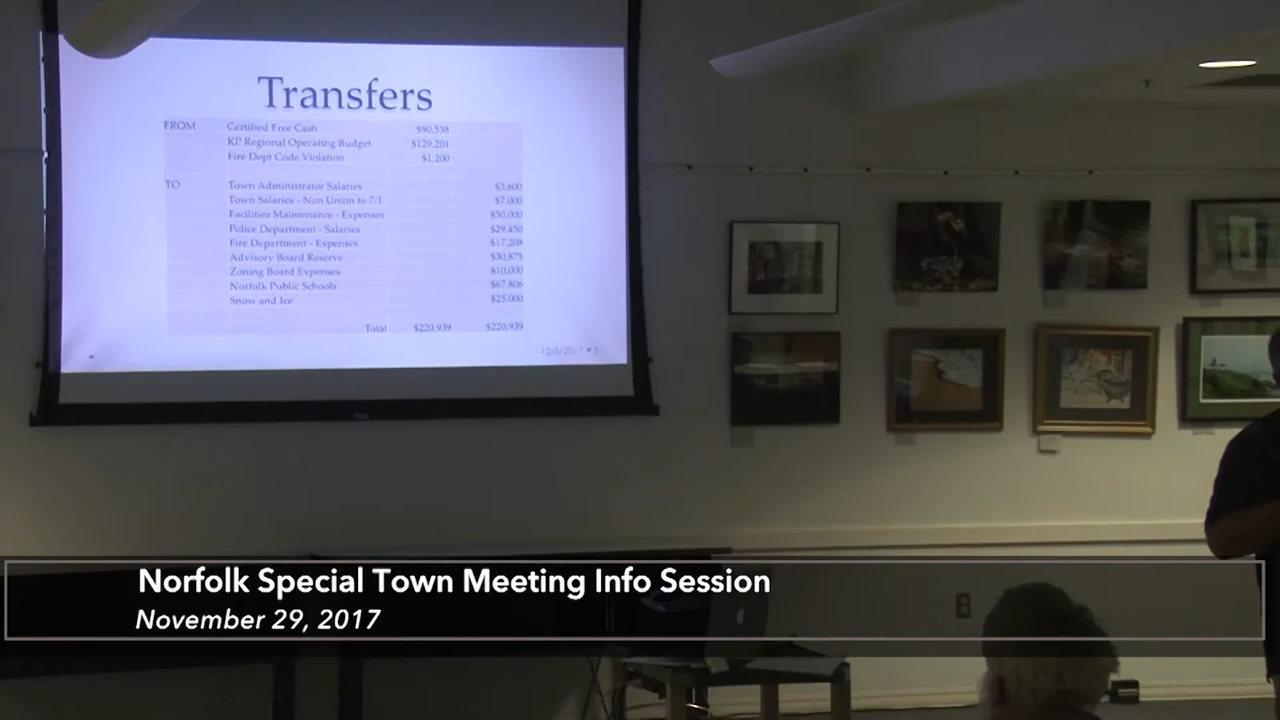 Transfers
FROM Certified Free Cash $90,538
KP Regional Operating Budget $129,201
Fire Dept Code Violation $1,200
TO Town Administrator Salaries $3,600
Town Salaries - Non Union to 7/1 $7,000
Facilities Maintenance - Expenses $30,000
Police Department - Salaries $29,450
Fire Department - Expenses $17,208
Advisory Board Reserve $30,875
Zoning Board Expenses $10,000
Norfolk Public Schools $67,806
Snow and Ice $25,000
Total $220,939 $220,939
Norfolk Special Town Meeting Info Session
November 29, 2017